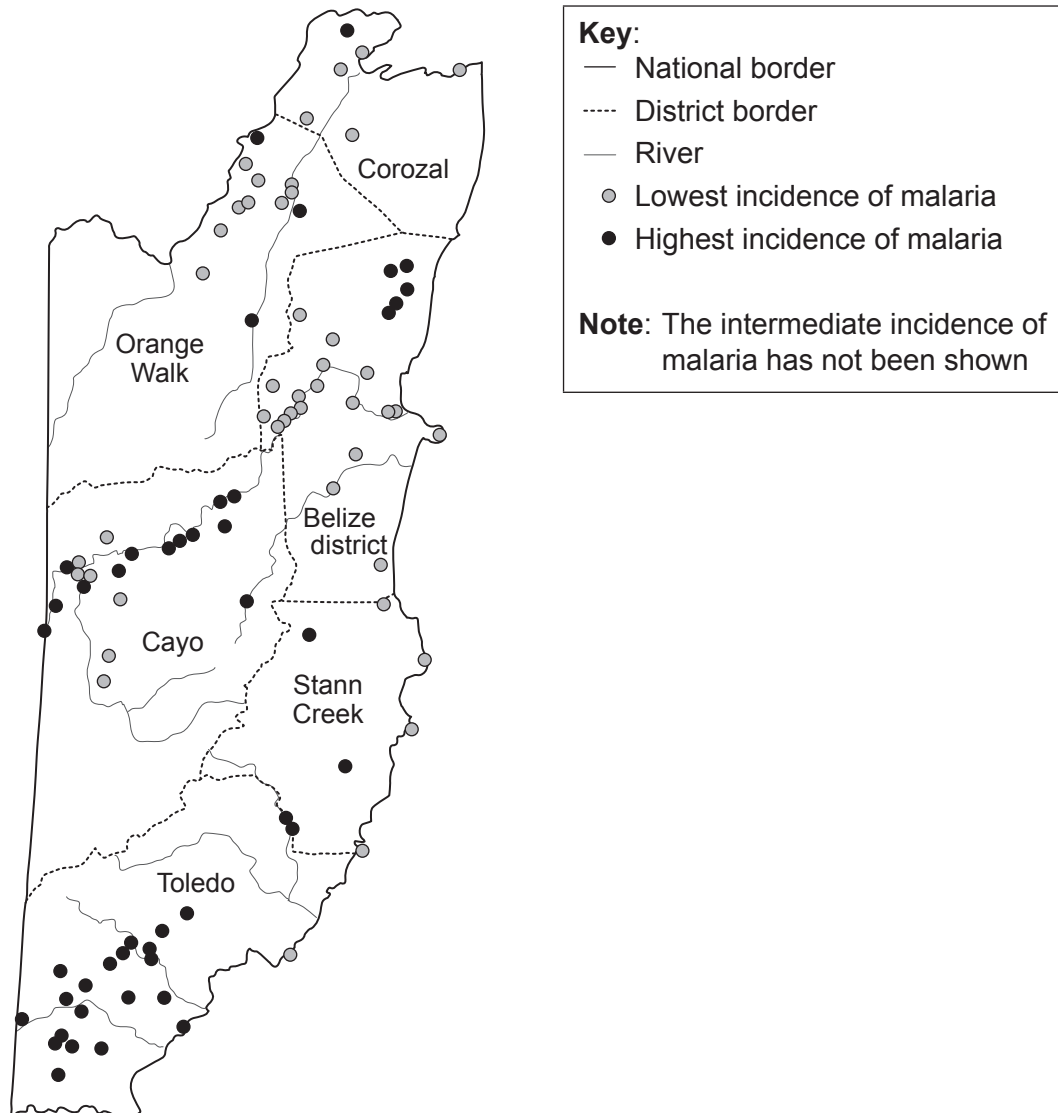 Key:
National border
District border
River
Lowest incidence of malaria
Highest incidence of malaria
Note: The intermediate incidence of
malaria has not been shown
Corozal
Orange
Walk
Belize
district
Cayo
Stann
Creek
Toledo